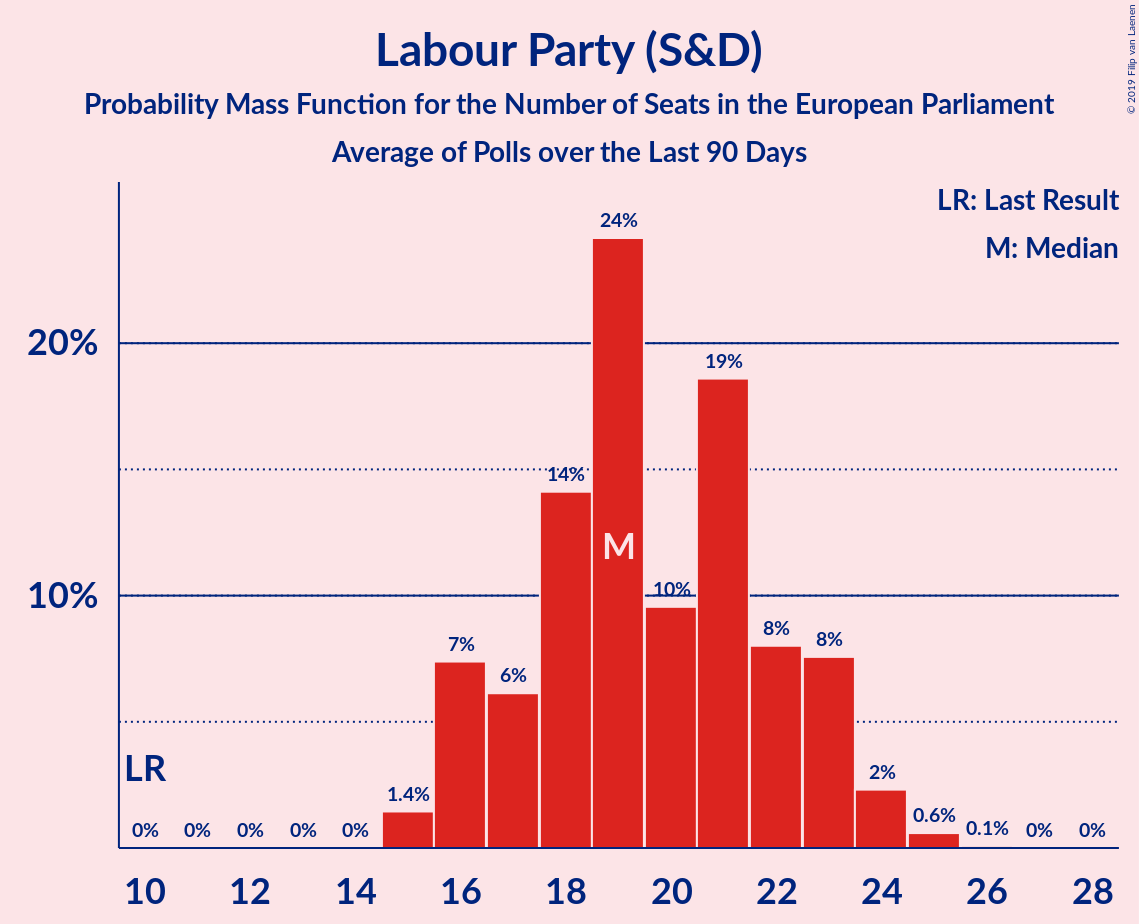 Labour Party (S&D)
Probability Mass Function for the Number of Seats in the European Parliament
Average of Polls over the Last 90 Days
© 2019 Filip van Laenen
LR: Last Result
M: Median
20%
10%
24%
19%
14%
M
10%
8%
8%
7%
6%
LR
2%
1.4%
0.6%
0.1%
0% 0% 0% 0% 0% 0% 0%
10 12 14 16 18 20 22 24 26 28